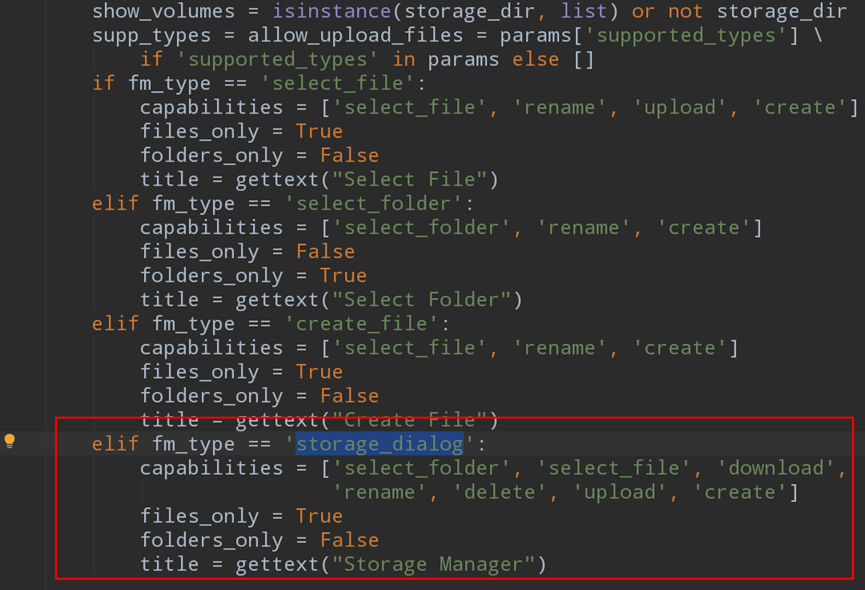 show_volumes = isinstance(storage_dir, list) or not storage_dir
supp_types = allow_upload_files = params['supported_types'] \
if 'supported_types' in params else []
if fm_type == 'select_file':
capabilities = ['select_file', 'rename', 'upload', 'create']
files_only = True
folders_only = False
title = gettext("Select File")
elif fm_type == 'select_folder':
capabilities = ['select_folder', 'rename', 'create']
files_only = False
folders_only = True
title = gettext("Select Folder")
elif fm_type == 'create_file':
capabilities = ['select_file', 'rename', 'create']
files_only = True
folders_only = False
title = gettext("Create File")
elif fm_type == 'storage_dialog':
capabilities = ['select_folder', 'select_file', 'download',
'rename', 'delete', 'upload', 'create']
files_only = True
folders_only = False
title = gettext("Storage Manager")